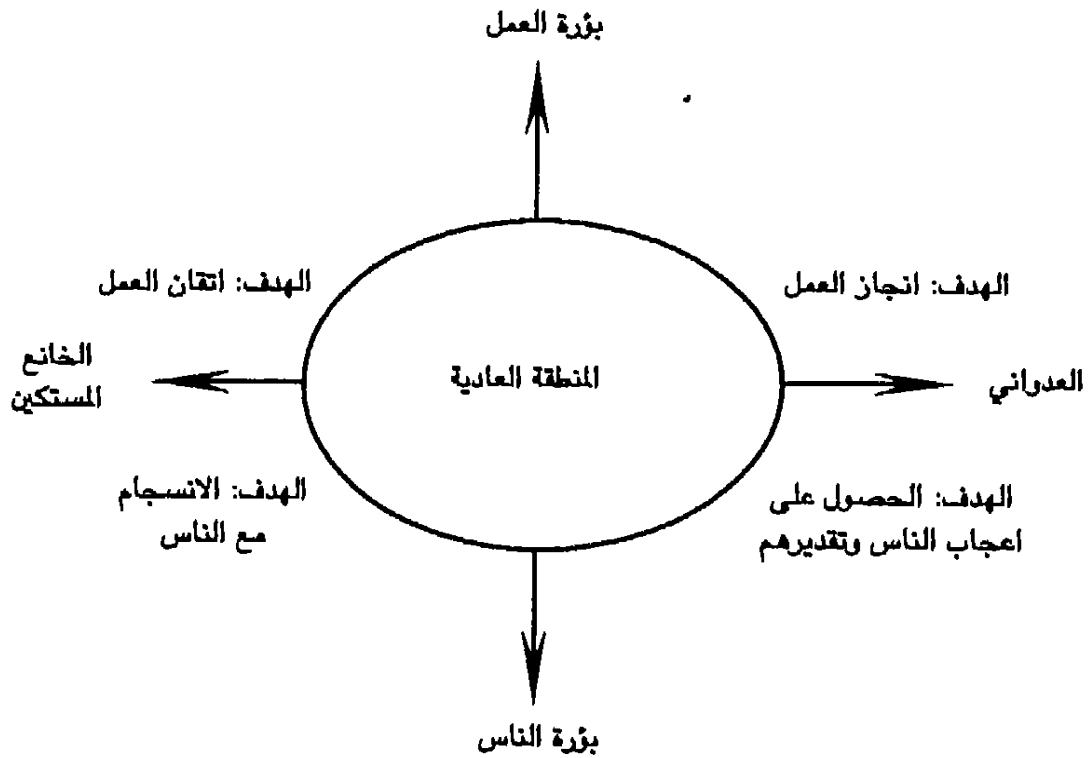 بؤرة العمل
الهدف: انجاز العمل
الهدف: اتقان العمل
العدواني
المنطقة العادية
الخانع
المستكين
الهدف: الحصول على
اعجاب الناس وتقديرهم
الهدف: الانسجام
مع الناس
بؤرة الناس